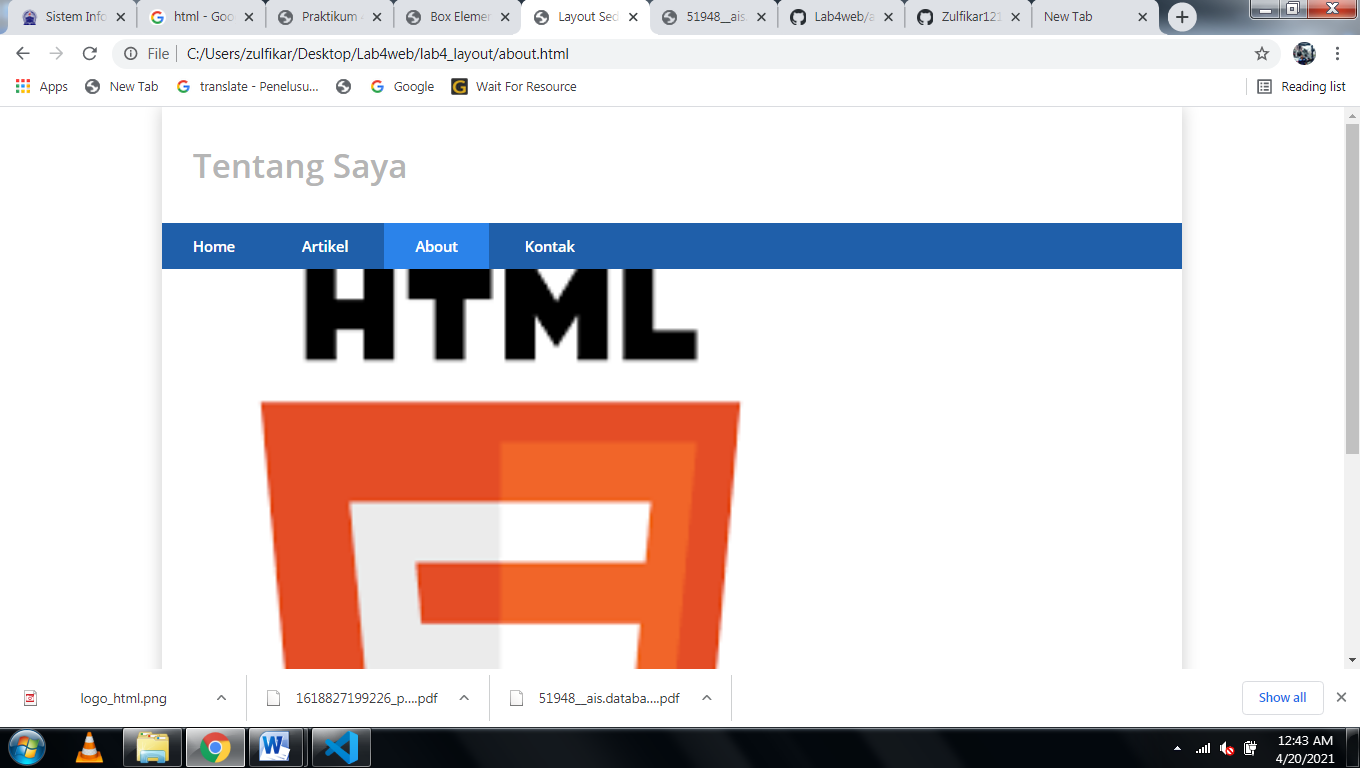 Sistem Info
html - Goo
Praktikum
Box Elemen
Layout Sed
51948__ais.
Lab4web/a
Zulfikar121
New Tab
File
C:/Users/zulfikar/Desktop/Lab4web/lab4_layout/about.html
Apps
New Tab
translate - Penelusu...
Google
Wait For Resource
Reading list
Tentang Saya
Home
Artikel
About
Kontak
HTML
logo_html.png
1618827199226_p....pdf
51948__ais.databa....pdf
Show all
12:43 AM
4/20/2021